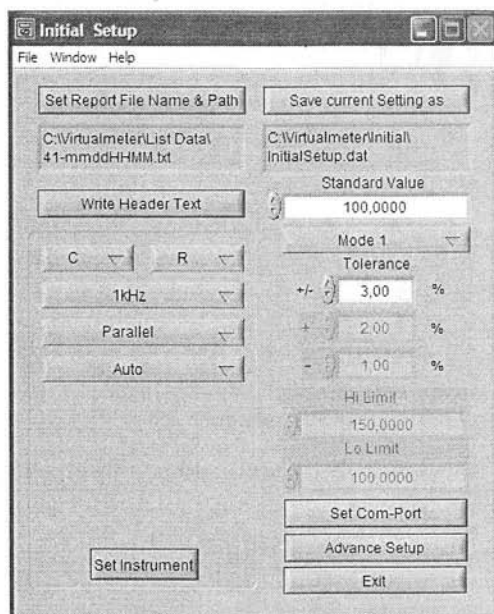 Initial Setup
File Window Help
Set Report File Name & Path
Save current Setting as
C:\Virtualmeter\List Data\
41-mmddHHMM.txt
C:\Virtualmeter\Initial\
InitialSetup.dat
Write Header Text
Standard Value
100,0000
Mode 1
C
R
1kHz
Parallel
Auto
Tolerance
+/- 3,00 %
+ 2,00 %
- 1,00 %
Hi Limit
150,0000
Lo Limit
100,0000
Set Com-Port
Advance Setup
Exit
Set Instrument